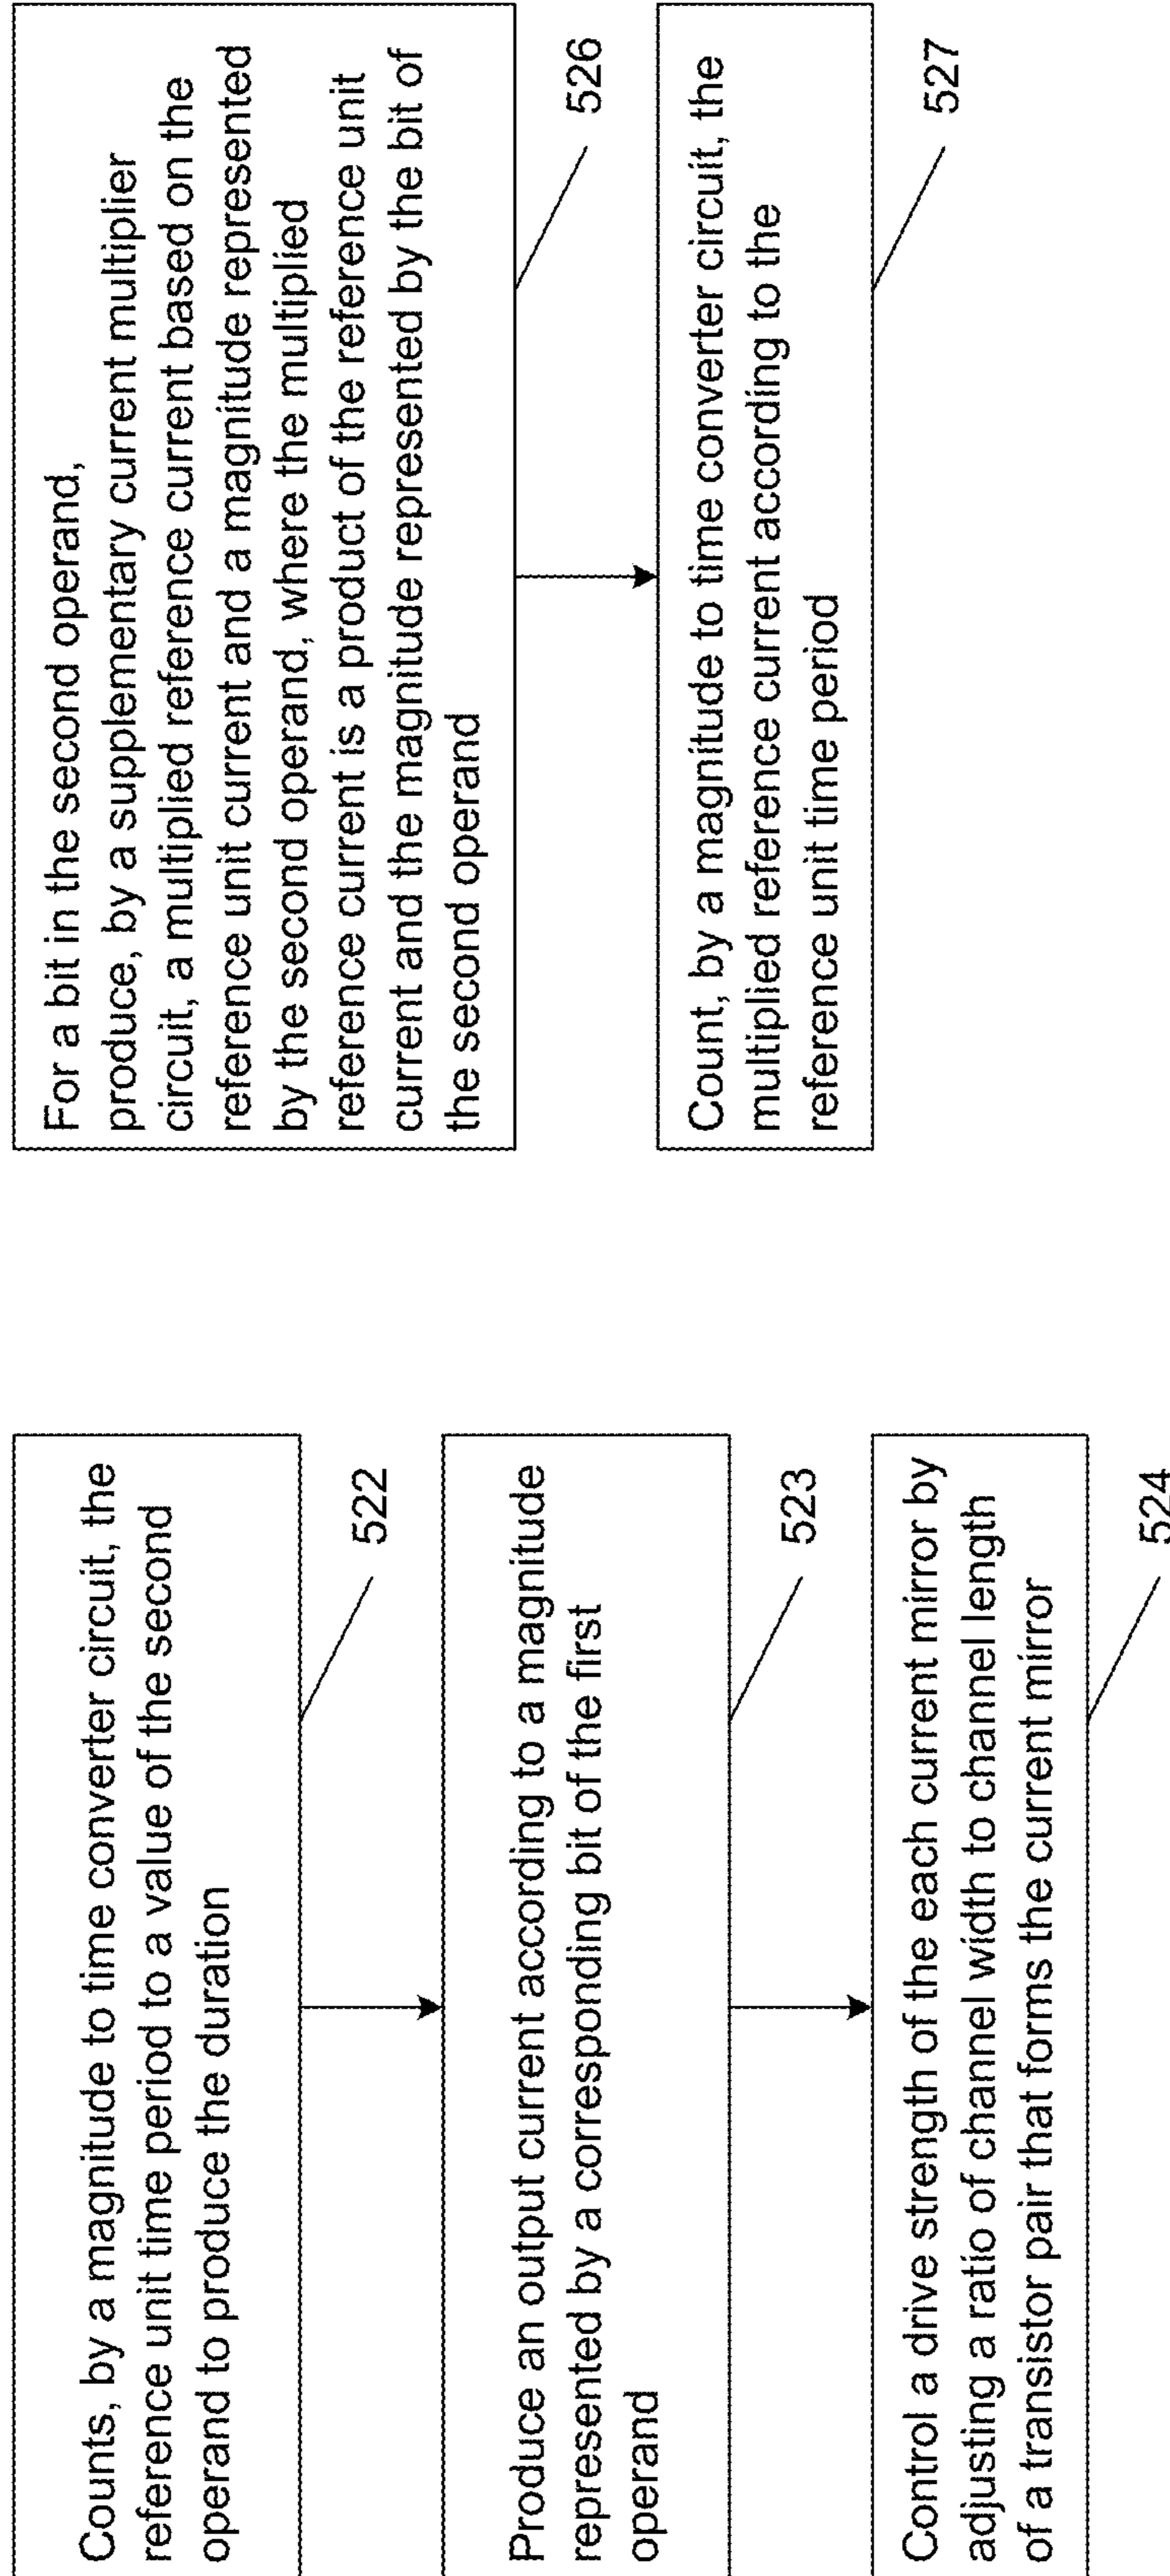 Counts, by a magnitude to time converter circuit, the
reference unit time period to a value of the second
operand to produce the duration
522
Produce an output current according to a magnitude
represented by a corresponding bit of the first
operand
523
Control a drive strength of the each current mirror by
adjusting a ratio of channel width to channel length
of a transistor pair that forms the current mirror
524
For a bit in the second operand,
produce, by a supplementary current multiplier
circuit, a multiplied reference current based on the
reference unit current and a magnitude represented
by the second operand, where the multiplied
reference current is a product of the reference unit
current and the magnitude represented by the bit of
the second operand
526
Count, by a magnitude to time converter circuit, the
multiplied reference current according to the
reference unit time period
527